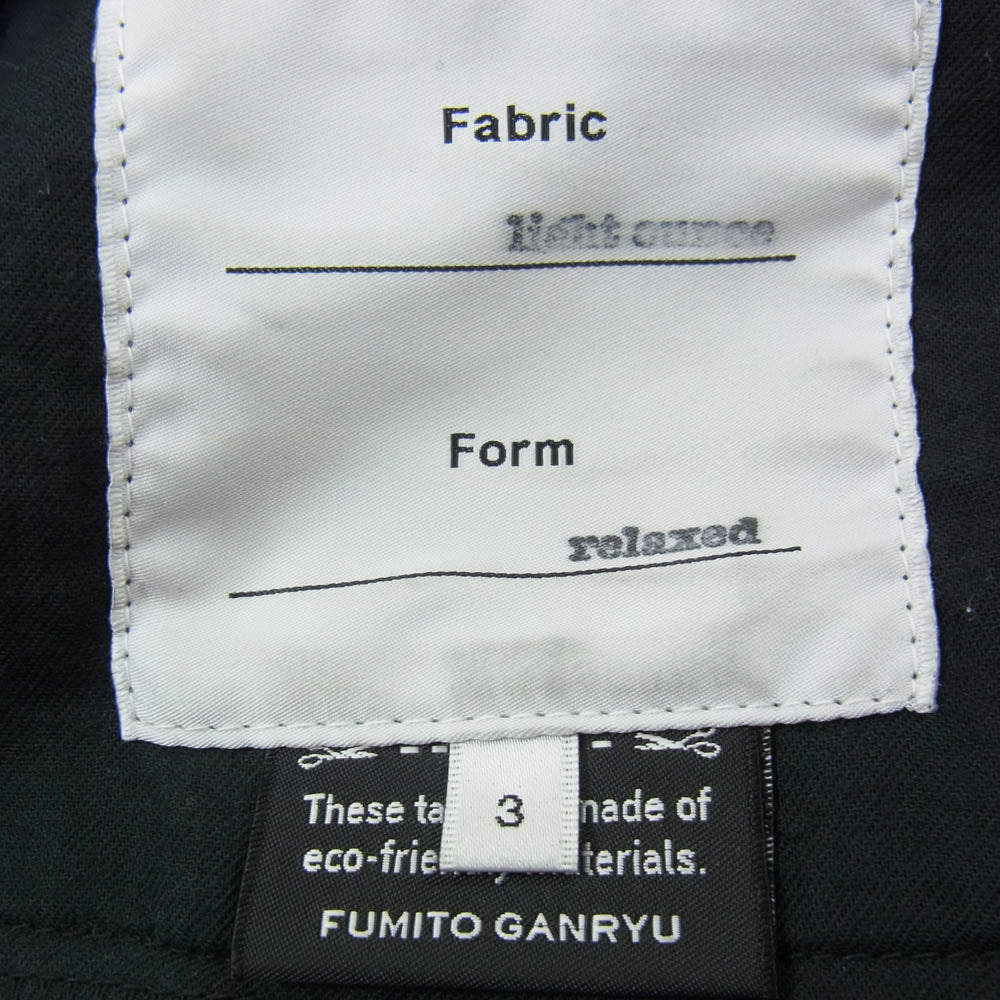 Fabric
light ounce
Form
relaxed
3
These ta made of
eco-frie terials.
FUMITO GANRYU